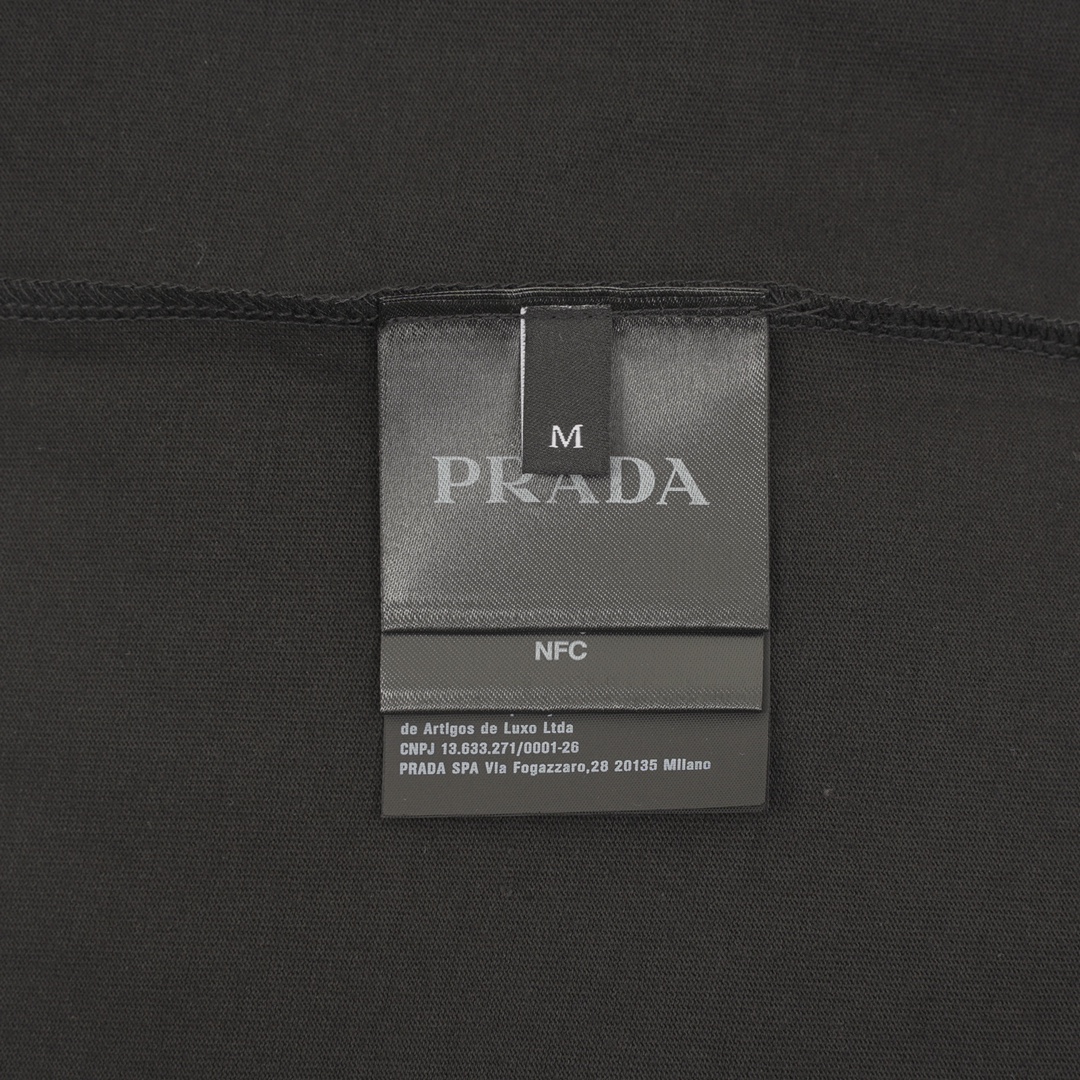 M
PRADA
NFC
de Artigos de Luxo Ltda
CNPJ 13.633.271/0001-26
PRADA SPA Via Fogazzaro,28 20135 Milano